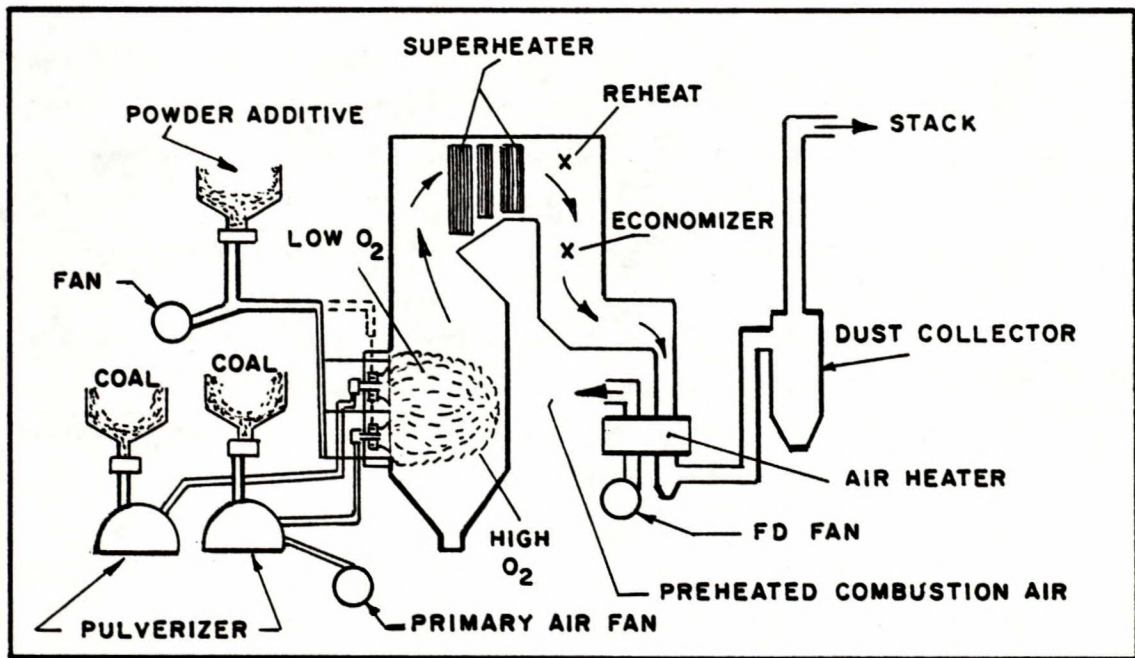 SUPERHEATER
REHEAT
POWDER ADDITIVE
STACK
LOW O₂
ECONOMIZER
FAN
DUST COLLECTOR
COAL
COAL
AIR HEATER
HIGH
O₂
FD FAN
PREHEATED COMBUSTION AIR
PULVERIZER
PRIMARY AIR FAN
X
X